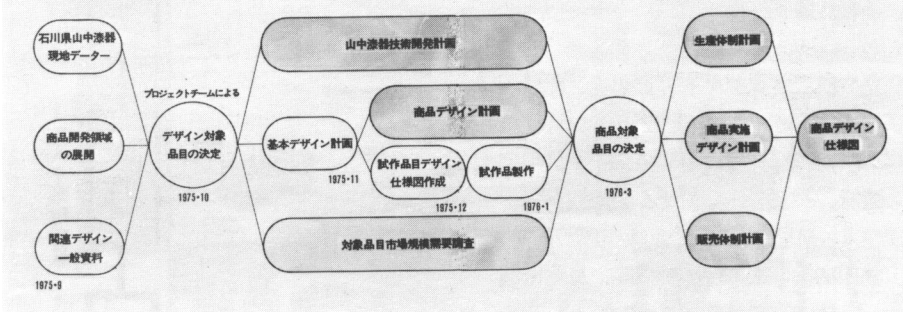 石川県山中漆器
現地データー
商品開発領域
の展開
関連デザイン
一般資料
1975・9
プロジェクトチームによる
デザイン対象
品目の決定
1975・10
山中漆器技術開発計画
基本デザイン計画
1975・11
商品デザイン計画
試作品目デザイン
仕様図作成
1975・12
試作品製作
1976・1
対象品目市場規模需要調査
商品対象
品目の決定
1976・3
生産体制計画
商品実施
デザイン計画
販売体制計画
商品デザイン
仕様図